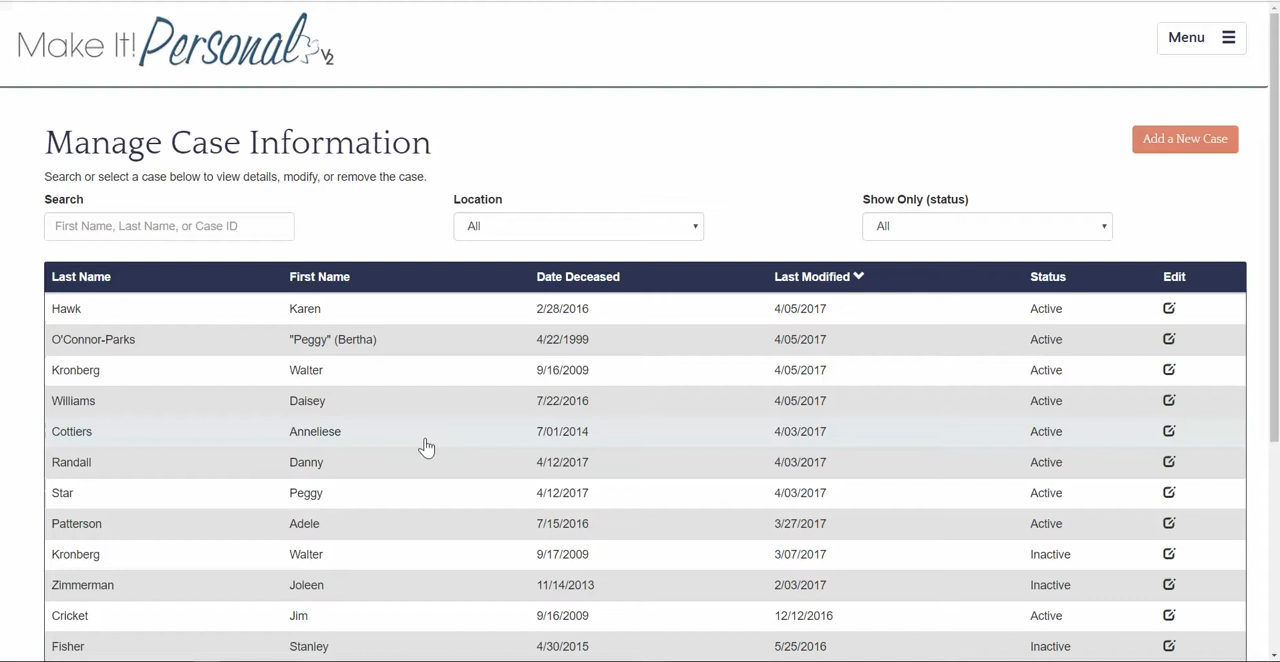 Make It! Personal V2
Menu
Manage Case Information
Add a New Case
Search or select a case below to view details, modify, or remove the case.
Search Location Show Only (status)
First Name, Last Name, or Case ID All All
Last Name First Name Date Deceased Last Modified Status Edit
Hawk Karen 2/28/2016 4/05/2017 Active
O'Connor-Parks "Peggy" (Bertha) 4/22/1999 4/05/2017 Active
Kronberg Walter 9/16/2009 4/05/2017 Active
Williams Daisey 7/22/2016 4/05/2017 Active
Cottiers Anneliese 7/01/2014 4/03/2017 Active
Randall Danny 4/12/2017 4/03/2017 Active
Star Peggy 4/12/2017 4/03/2017 Active
Patterson Adele 7/15/2016 3/27/2017 Active
Kronberg Walter 9/17/2009 3/07/2017 Inactive
Zimmerman Joleen 11/14/2013 2/03/2017 Inactive
Cricket Jim 9/16/2009 12/12/2016 Active
Fisher Stanley 4/30/2015 5/25/2016 Inactive